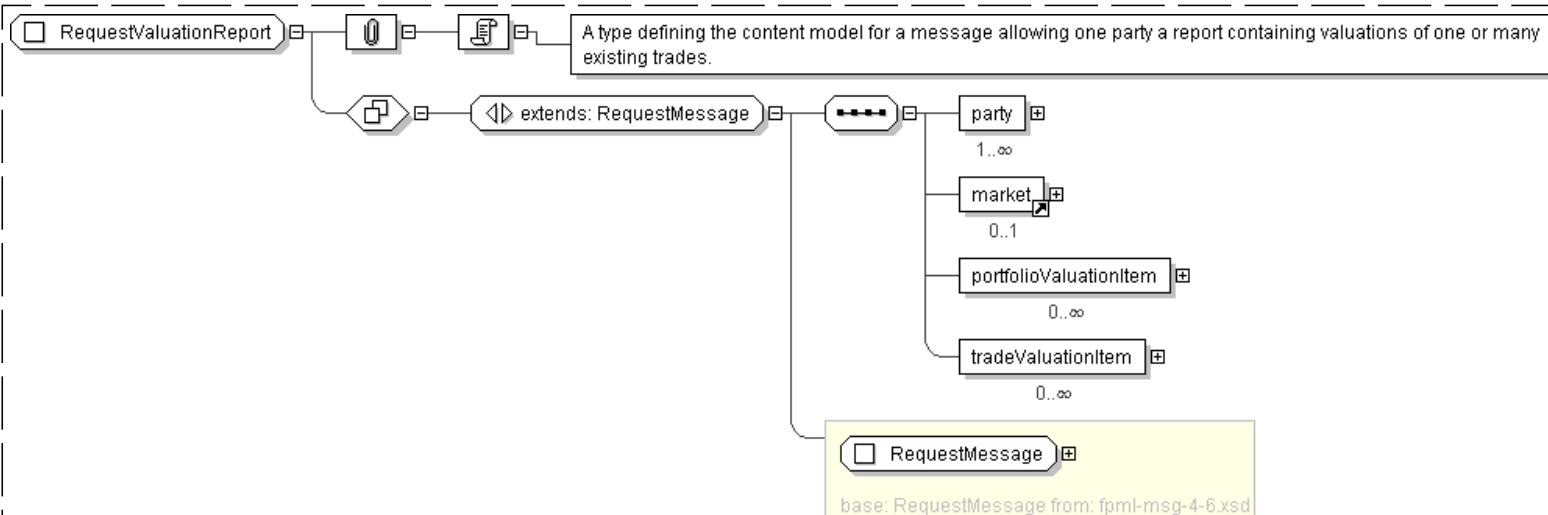 RequestValuationReport
A type defining the content model for a message allowing one party a report containing valuations of one or many
existing trades.
extends: RequestMessage
party
1..∞
market
0..1
portfolioValuationItem
0..∞
tradeValuationItem
0..∞
RequestMessage
base: RequestMessage from: fpml-msg-4-6.xsd